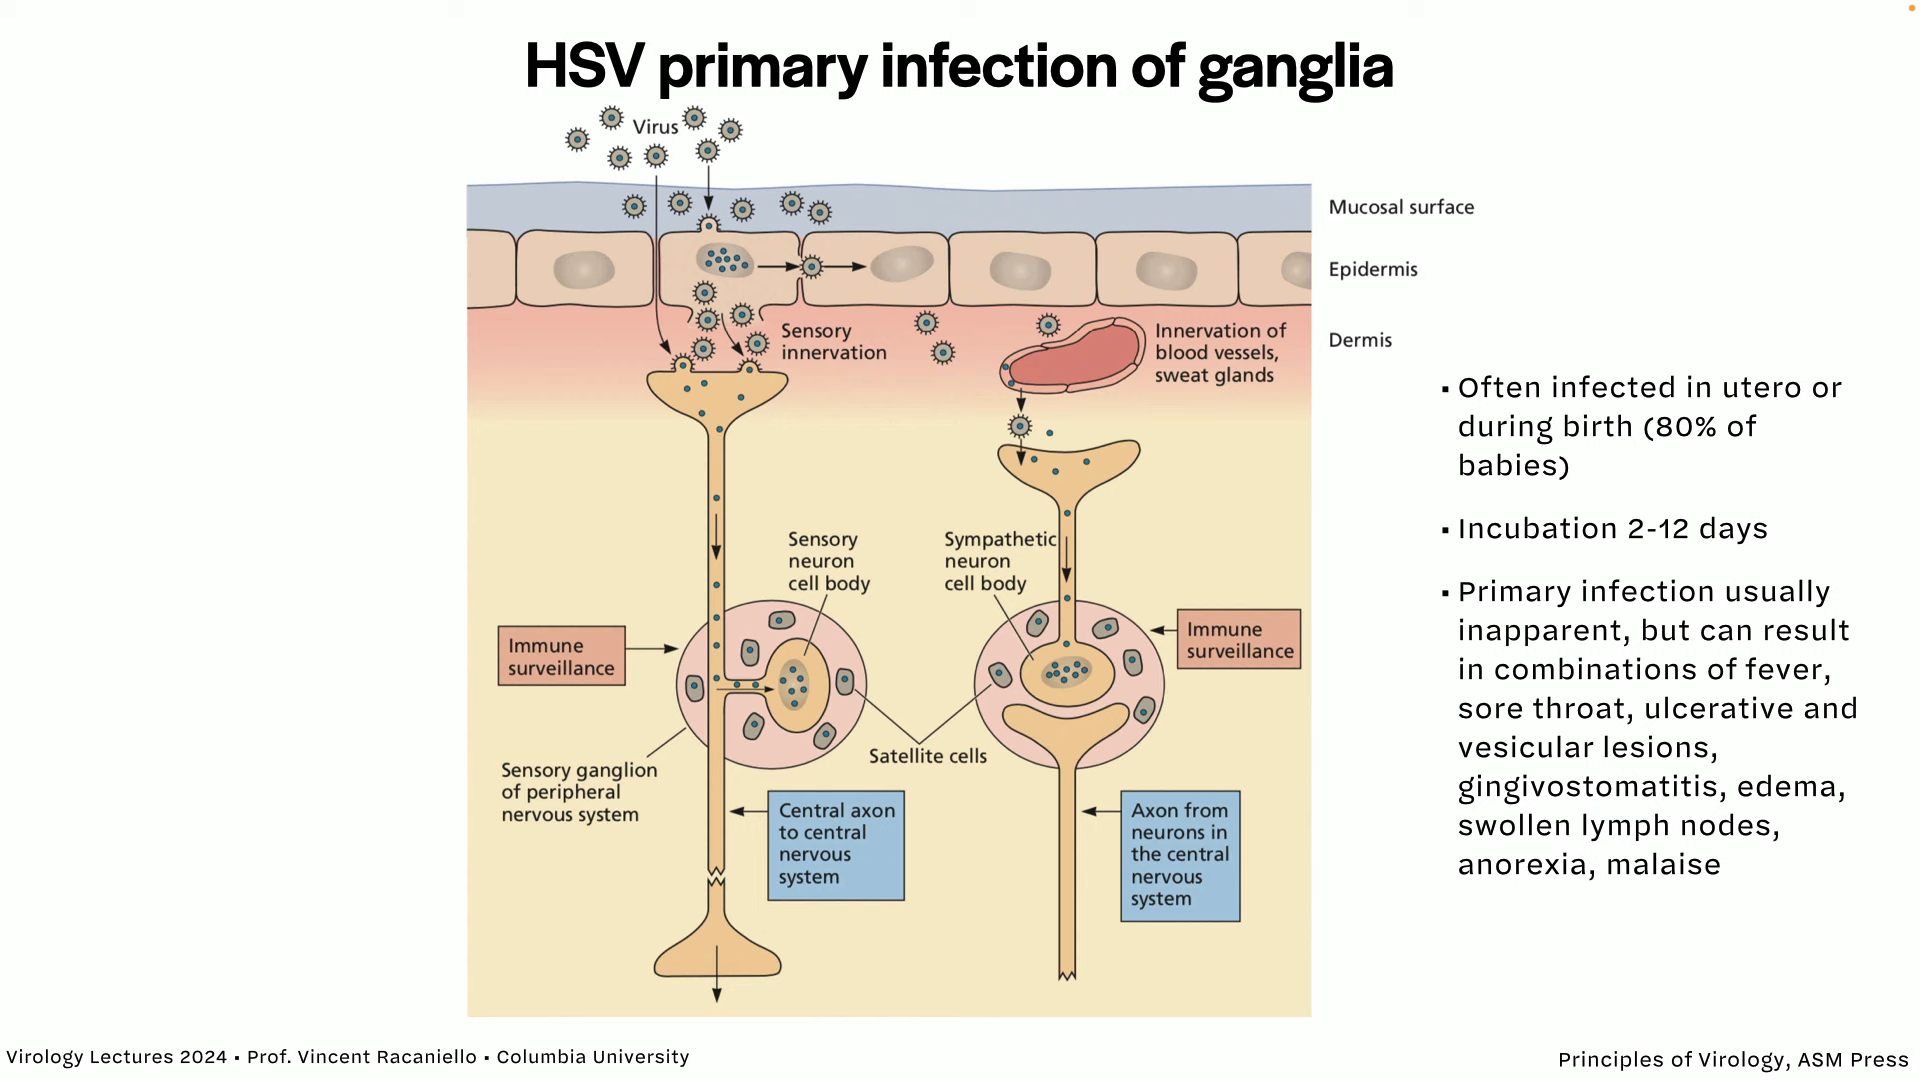 HSV primary infection of ganglia
Virus
Mucosal surface
Epidermis
Dermis
Sensory
innervation
Innervation of
blood vessels,
sweat glands
Sensory
neuron
cell body
Sympathetic
neuron
cell body
Immune
surveillance
Immune
surveillance
Satellite cells
Sensory ganglion
of peripheral
nervous system
Central axon
to central
nervous
system
Axon from
neurons in
the central
nervous
system
▪ Often infected in utero or
during birth (80% of
babies)
▪ Incubation 2-12 days
▪ Primary infection usually
inapparent, but can result
in combinations of fever,
sore throat, ulcerative and
vesicular lesions,
gingivostomatitis, edema,
swollen lymph nodes,
anorexia, malaise
Virology Lectures 2024 ▪ Prof. Vincent Racaniello ▪ Columbia University
Principles of Virology, ASM Press